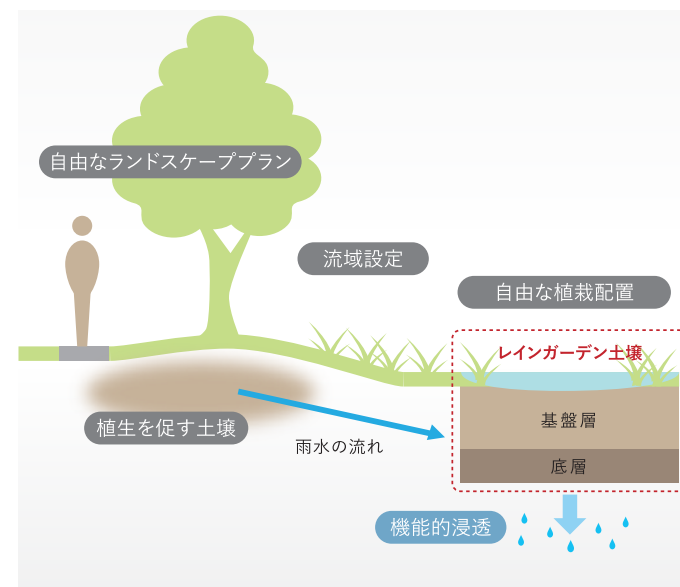 自由なランドスケーププラン
流域設定
自由な植栽配置
レインガーデン土壌
基盤層
植生を促す土壌
雨水の流れ
底層
機能的浸透